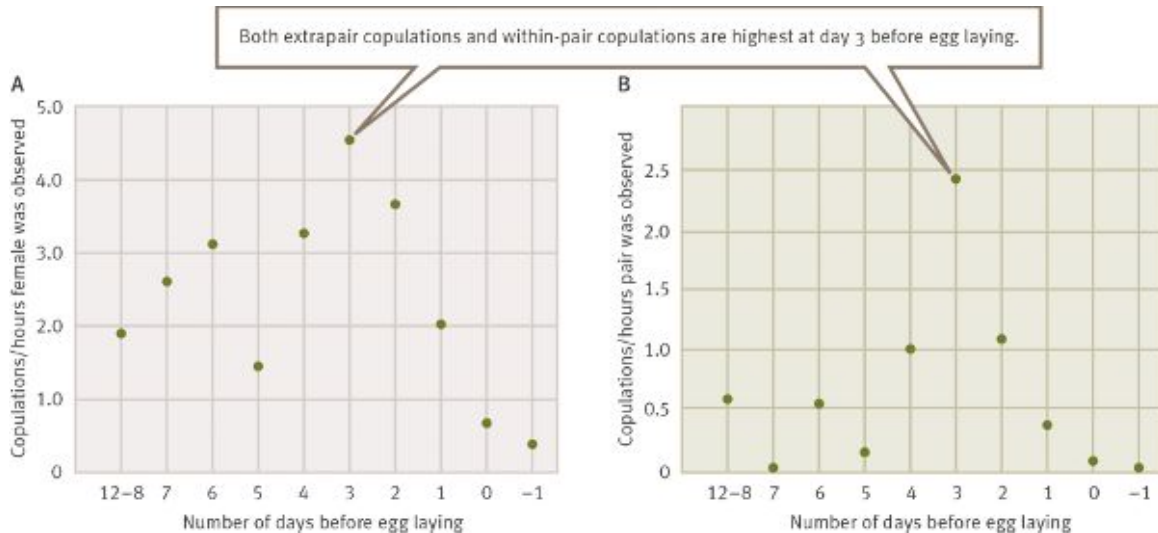 Both extrapair copulations and within-pair copulations are highest at day 3 before egg laying.
A
Copulations/hours female was observed
5.0
4.0
3.0
2.0
1.0
0
12–8 7 6 5 4 3 2 1 0 –1
Number of days before egg laying
B
Copulations/hours pair was observed
2.5
2.0
1.5
1.0
0.5
0
12–8 7 6 5 4 3 2 1 0 –1
Number of days before egg laying